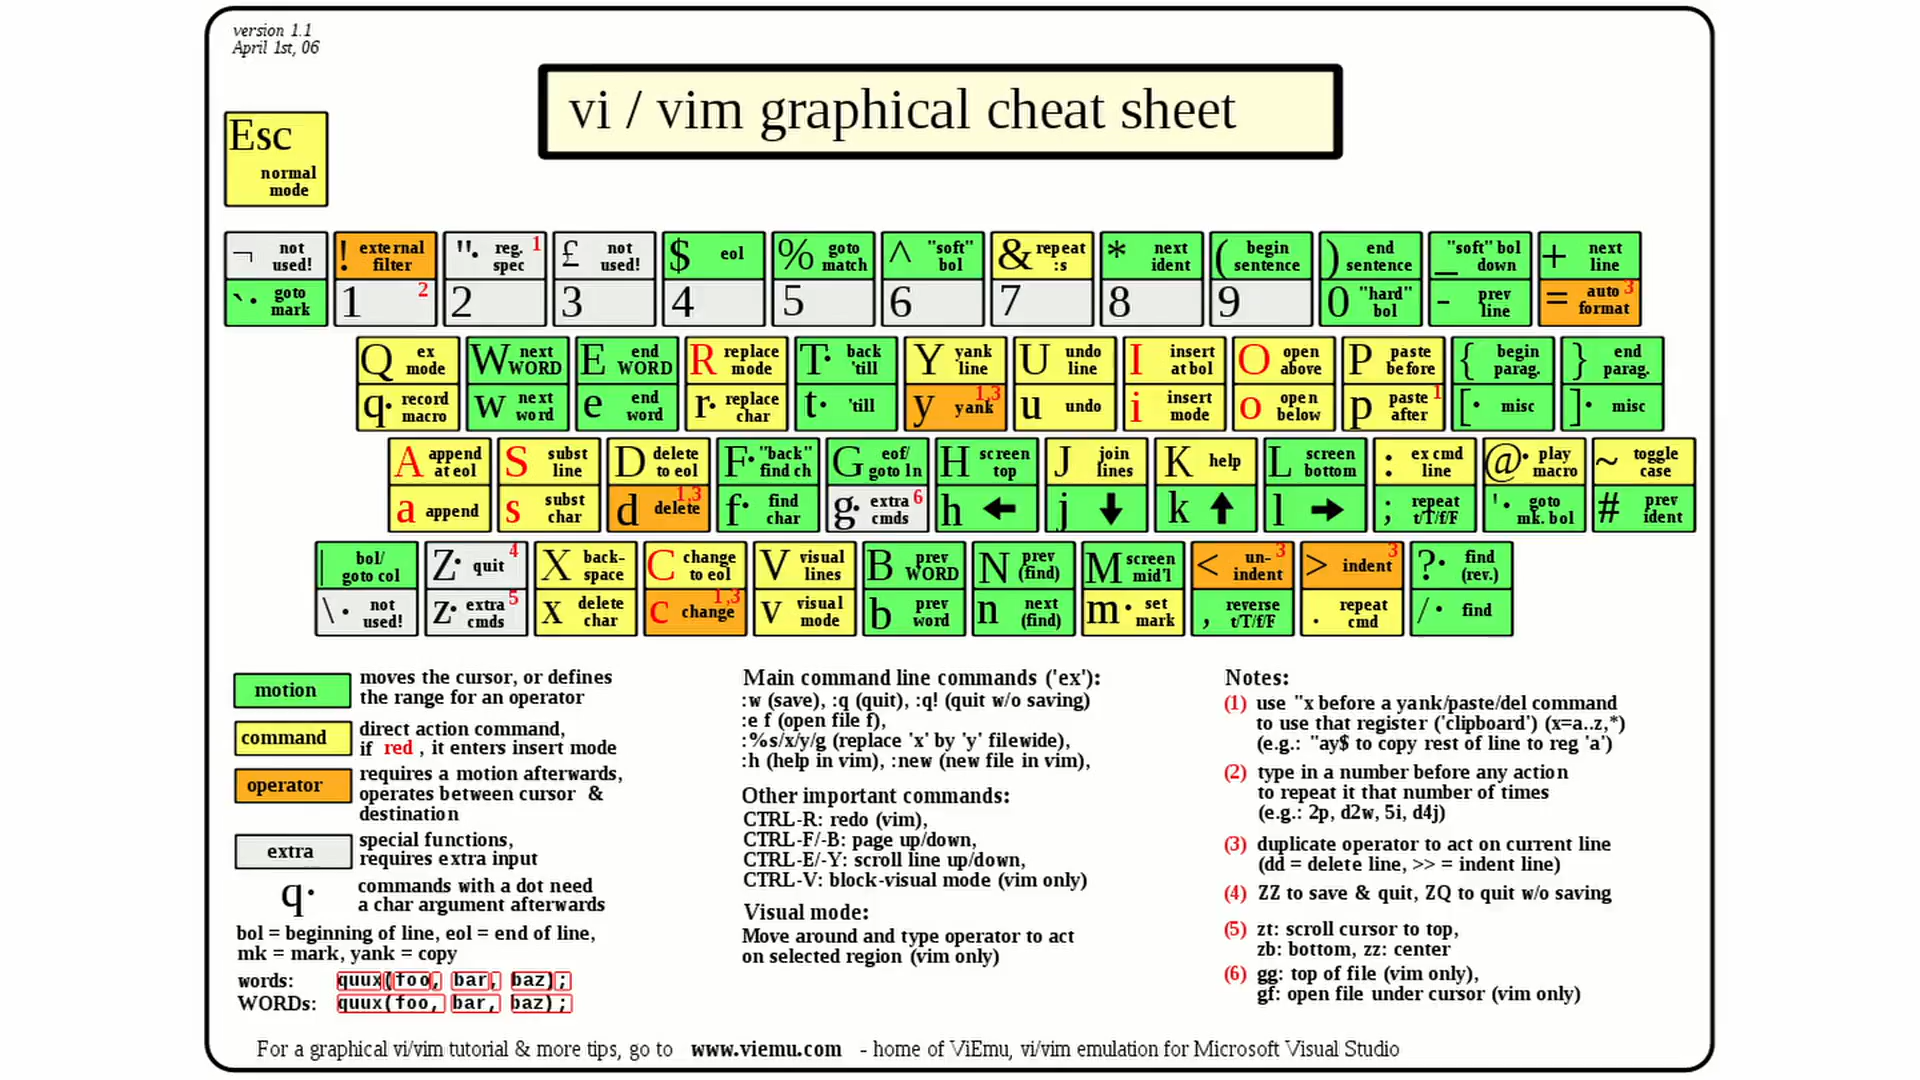 version 1.1
April 1st, 06
vi / vim graphical cheat sheet
Esc
normal
mode
¬ not used!
! external filter
"· reg. spec 1
£ not used!
$ eol
% goto match
^ "soft" bol
& repeat :s
* next ident
( begin sentence
) end sentence
_ "soft" bol down
+ next line
`· goto mark
1 2
2
3
4
5
6
7
8
9
0 "hard" bol
- prev line
= auto format 3
Q ex mode
W next WORD
E end WORD
R replace mode
T· back 'till
Y yank line
U undo line
I insert at bol
O open above
P paste before
{ begin parag.
} end parag.
q· record macro
w next word
e end word
r· replace char
t· 'till
y yank 1,3
u undo
i insert mode
o open below
p paste after 1
[· misc
]· misc
A append at eol
S subst line
D delete to eol
F· "back" find ch
G eof/ goto ln
H screen top
J join lines
K help
L screen bottom
: ex cmd line
@· play macro
~ toggle case
a append
s subst char
d delete 1,3
f· find char
g· extra cmds 6
h ←
j ↓
k ↑
l →
; repeat t/T/f/F
'· goto mk. bol
# prev ident
| bol/ goto col
Z· quit 4
X back-space
C change to eol
V visual lines
B prev WORD
N prev (find)
M screen mid'l
< un-indent 3
> indent 3
?· find (rev.)
\· not used!
z· extra cmds 5
x delete char
c change 1,3
v visual mode
b prev word
n next (find)
m· set mark
, reverse t/T/f/F
. repeat cmd
/· find
motion
moves the cursor, or defines
the range for an operator
command
direct action command,
if red , it enters insert mode
operator
requires a motion afterwards,
operates between cursor &
destination
extra
special functions,
requires extra input
q·
commands with a dot need
a char argument afterwards
bol = beginning of line, eol = end of line,
mk = mark, yank = copy
words: quux(foo, bar, baz);
WORDs: quux(foo, bar, baz);
Main command line commands ('ex'):
:w (save), :q (quit), :q! (quit w/o saving)
:e f (open file f),
:%s/x/y/g (replace 'x' by 'y' filewide),
:h (help in vim), :new (new file in vim),
Other important commands:
CTRL-R: redo (vim),
CTRL-F/-B: page up/down,
CTRL-E/-Y: scroll line up/down,
CTRL-V: block-visual mode (vim only)
Visual mode:
Move around and type operator to act
on selected region (vim only)
Notes:
(1) use "x before a yank/paste/del command
to use that register ('clipboard') (x=a..z,*)
(e.g.: "ay$ to copy rest of line to reg 'a')
(2) type in a number before any action
to repeat it that number of times
(e.g.: 2p, d2w, 5i, d4j)
(3) duplicate operator to act on current line
(dd = delete line, >> = indent line)
(4) ZZ to save & quit, ZQ to quit w/o saving
(5) zt: scroll cursor to top,
zb: bottom, zz: center
(6) gg: top of file (vim only),
gf: open file under cursor (vim only)
For a graphical vi/vim tutorial & more tips, go to www.viemu.com - home of ViEmu, vi/vim emulation for Microsoft Visual Studio